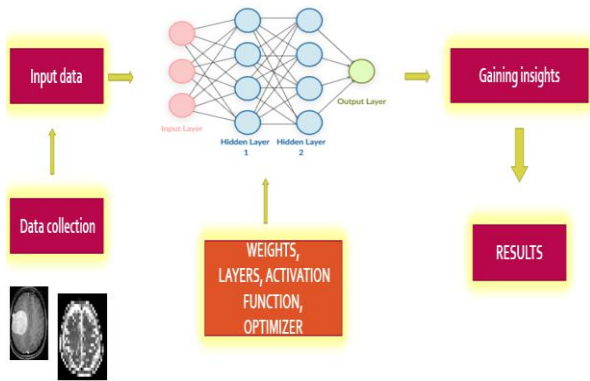 Input data
Input Layer
Hidden Layer
1
Hidden Layer
2
Output Layer
Gaining insights
Data collection
WEIGHTS,
LAYERS, ACTIVATION
FUNCTION,
OPTIMIZER
RESULTS